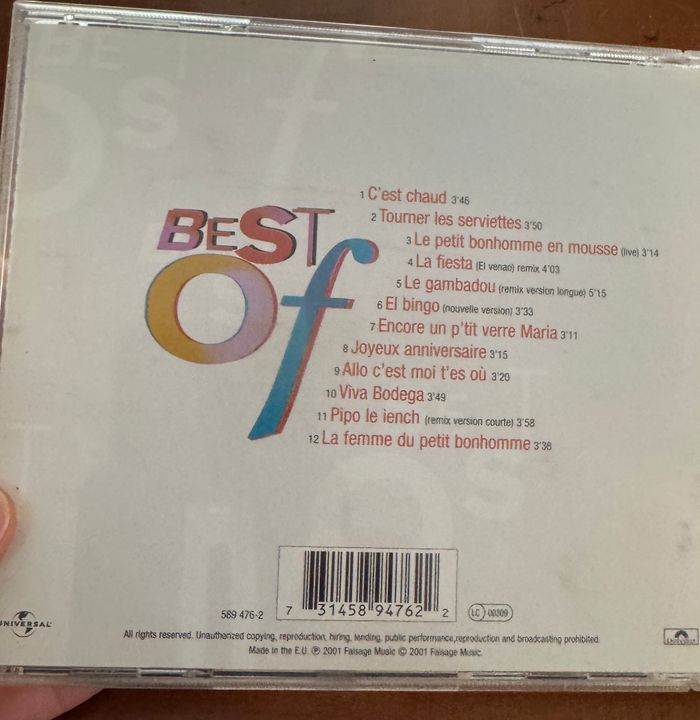 BeST
Of
1 C'est chaud 3'46
2 Tourner les serviettes 3'50
3 Le petit bonhomme en mousse (live) 3'14
4 La fiesta (El venao) remix 4'03
5 Le gambadou (remix version longue) 5'15
6 El bingo (nouvelle version) 3'33
7 Encore un p'tit verre Maria 3'11
8 Joyeux anniversaire 3'15
9 Allo c'est moi t'es où 3'20
10 Viva Bodega 3'49
11 Pipo le ïench (remix version courte) 3'58
12 La femme du petit bonhomme 3'38
589 476-2
7 31458 94762 2
LC 00309
UNIVERSAL
Polydor
All rights reserved. Unauthorized copying, reproduction, hiring, lending, public performance,reproduction and broadcasting prohibited.
Made in the E.U. ℗ 2001 Faisage Music © 2001 Faisage Music.